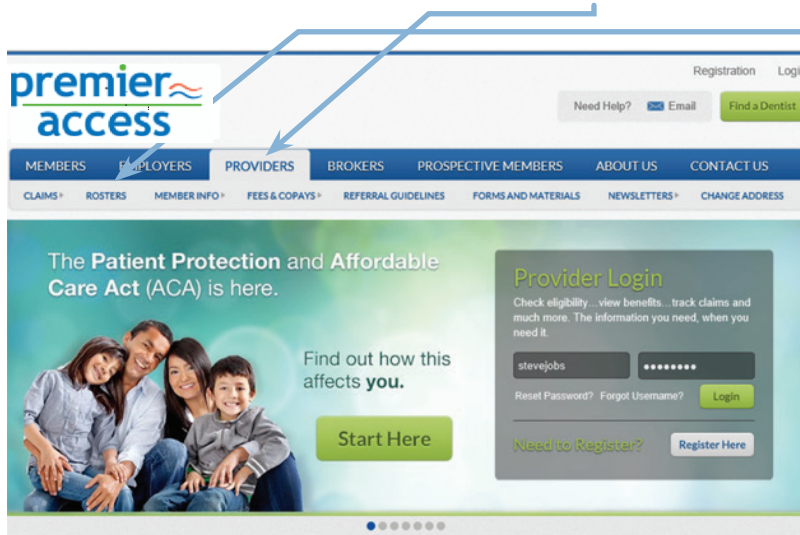 premier
access
Registration Logi
Need Help? Email Find a Dentist
MEMBERS EMPLOYERS PROVIDERS BROKERS PROSPECTIVE MEMBERS ABOUT US CONTACT US
CLAIMS ROSTERS MEMBER INFO FEES & COPAYS REFERRAL GUIDELINES FORMS AND MATERIALS NEWSLETTERS CHANGE ADDRESS
The Patient Protection and Affordable
Care Act (ACA) is here.
Find out how this
affects you.
Start Here
Provider Login
Check eligibility...view benefits...track claims and
much more. The information you need, when you
need it.
stevejobs ••••••••
Reset Password? Forgot Username? Login
Need to Register? Register Here